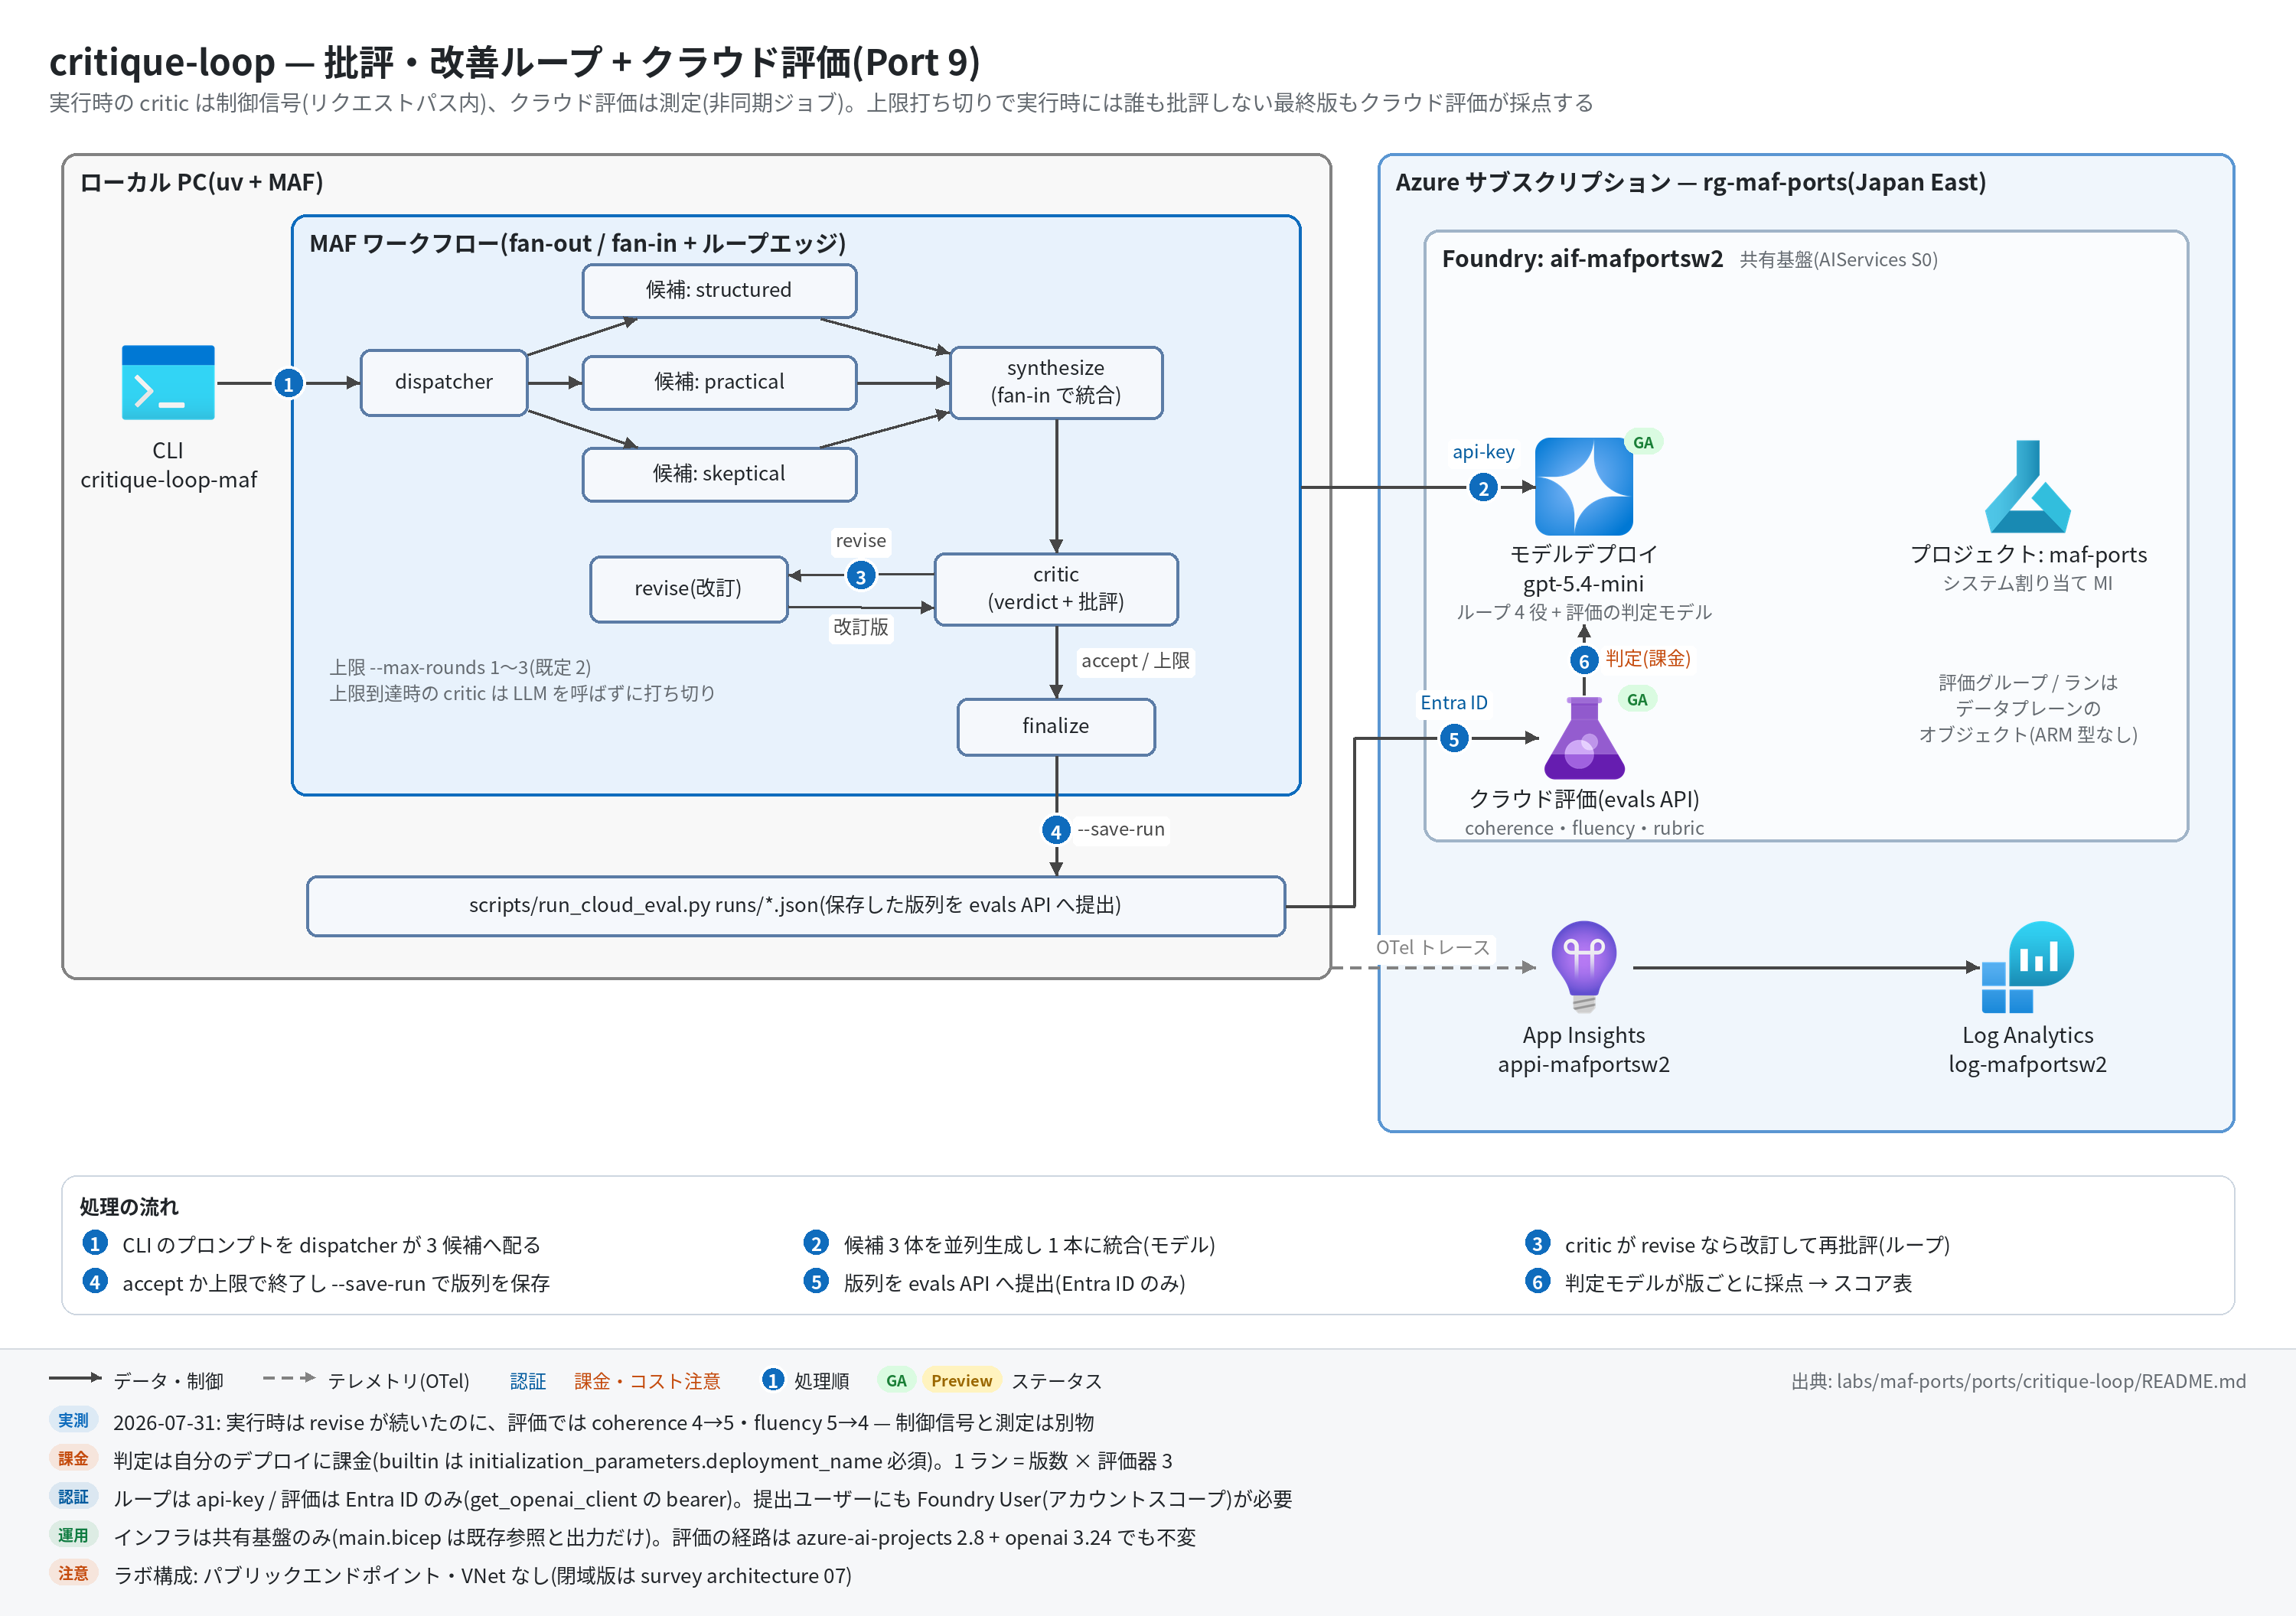 critique-loop — 批評・改善ループ + クラウド評価(Port 9)
実行時の critic は制御信号(リクエストパス内)、クラウド評価は測定(非同期ジョブ)。上限打ち切りで実行時には誰も批評しない最終版もクラウド評価が採点する
ローカル PC(uv + MAF)
MAF ワークフロー(fan-out / fan-in + ループエッジ)
CLI
critique-loop-maf
1
dispatcher
候補: structured
候補: practical
候補: skeptical
synthesize
(fan-in で統合)
revise
3
revise(改訂)
改訂版
critic
(verdict + 批評)
上限 --max-rounds 1〜3(既定 2)
上限到達時の critic は LLM を呼ばずに打ち切り
accept / 上限
finalize
4
--save-run
scripts/run_cloud_eval.py runs/*.json(保存した版列を evals API へ提出)
Azure サブスクリプション — rg-maf-ports(Japan East)
Foundry: aif-mafportsw2 共有基盤(AIServices S0)
api-key
2
GA
モデルデプロイ
gpt-5.4-mini
ループ 4 役 + 評価の判定モデル
6 判定(課金)
Entra ID
5
GA
クラウド評価(evals API)
coherence・fluency・rubric
プロジェクト: maf-ports
システム割り当て MI
評価グループ / ランは
データプレーンの
オブジェクト(ARM 型なし)
OTel トレース
App Insights
appi-mafportsw2
Log Analytics
log-mafportsw2
処理の流れ
1 CLI のプロンプトを dispatcher が 3 候補へ配る
2 候補 3 体を並列生成し 1 本に統合(モデル)
3 critic が revise なら改訂して再批評(ループ)
4 accept か上限で終了し --save-run で版列を保存
5 版列を evals API へ提出(Entra ID のみ)
6 判定モデルが版ごとに採点 → スコア表
データ・制御 テレメトリ(OTel) 認証 課金・コスト注意 1 処理順 GA Preview ステータス
出典: labs/maf-ports/ports/critique-loop/README.md
実測 2026-07-31: 実行時は revise が続いたのに、評価では coherence 4→5・fluency 5→4 — 制御信号と測定は別物
課金 判定は自分のデプロイに課金(builtin は initialization_parameters.deployment_name 必須)。1 ラン = 版数 × 評価器 3
認証 ループは api-key / 評価は Entra ID のみ(get_openai_client の bearer)。提出ユーザーにも Foundry User(アカウントスコープ)が必要
運用 インフラは共有基盤のみ(main.bicep は既存参照と出力だけ)。評価の経路は azure-ai-projects 2.8 + openai 3.24 でも不変
注意 ラボ構成: パブリックエンドポイント・VNet なし(閉域版は survey architecture 07)